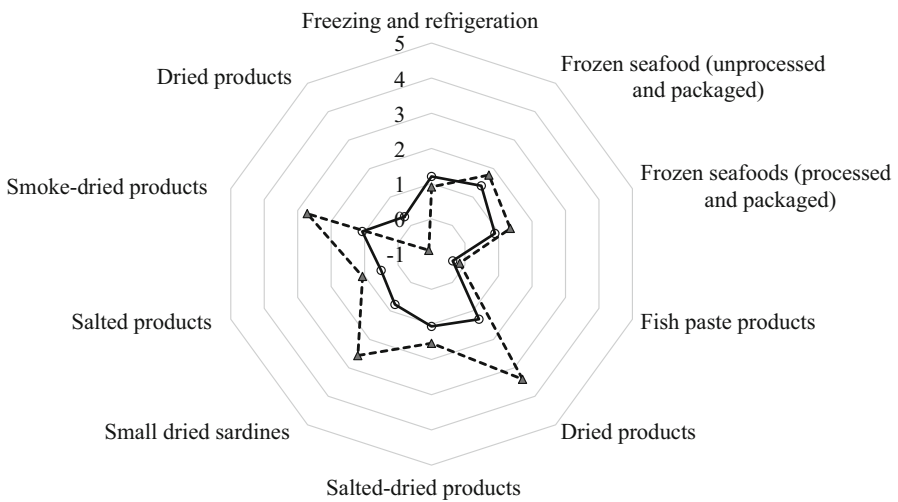 Freezing and refrigeration
5
Dried products
Frozen seafood (unprocessed
and packaged)
4
3
2
Smoke-dried products
Frozen seafoods (processed
and packaged)
1
0
-1
Salted products
Fish paste products
Small dried sardines
Dried products
Salted-dried products